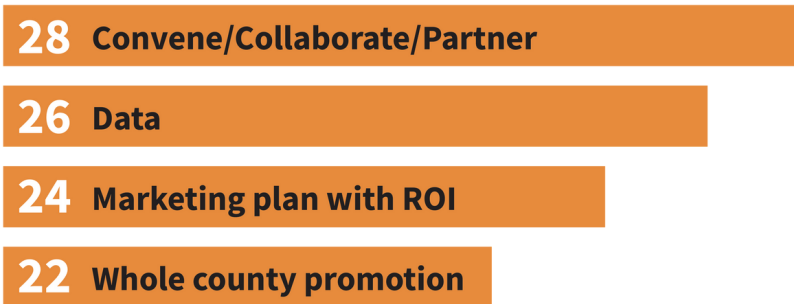 28 Convene/Collaborate/Partner
26 Data
24 Marketing plan with ROI
22 Whole county promotion